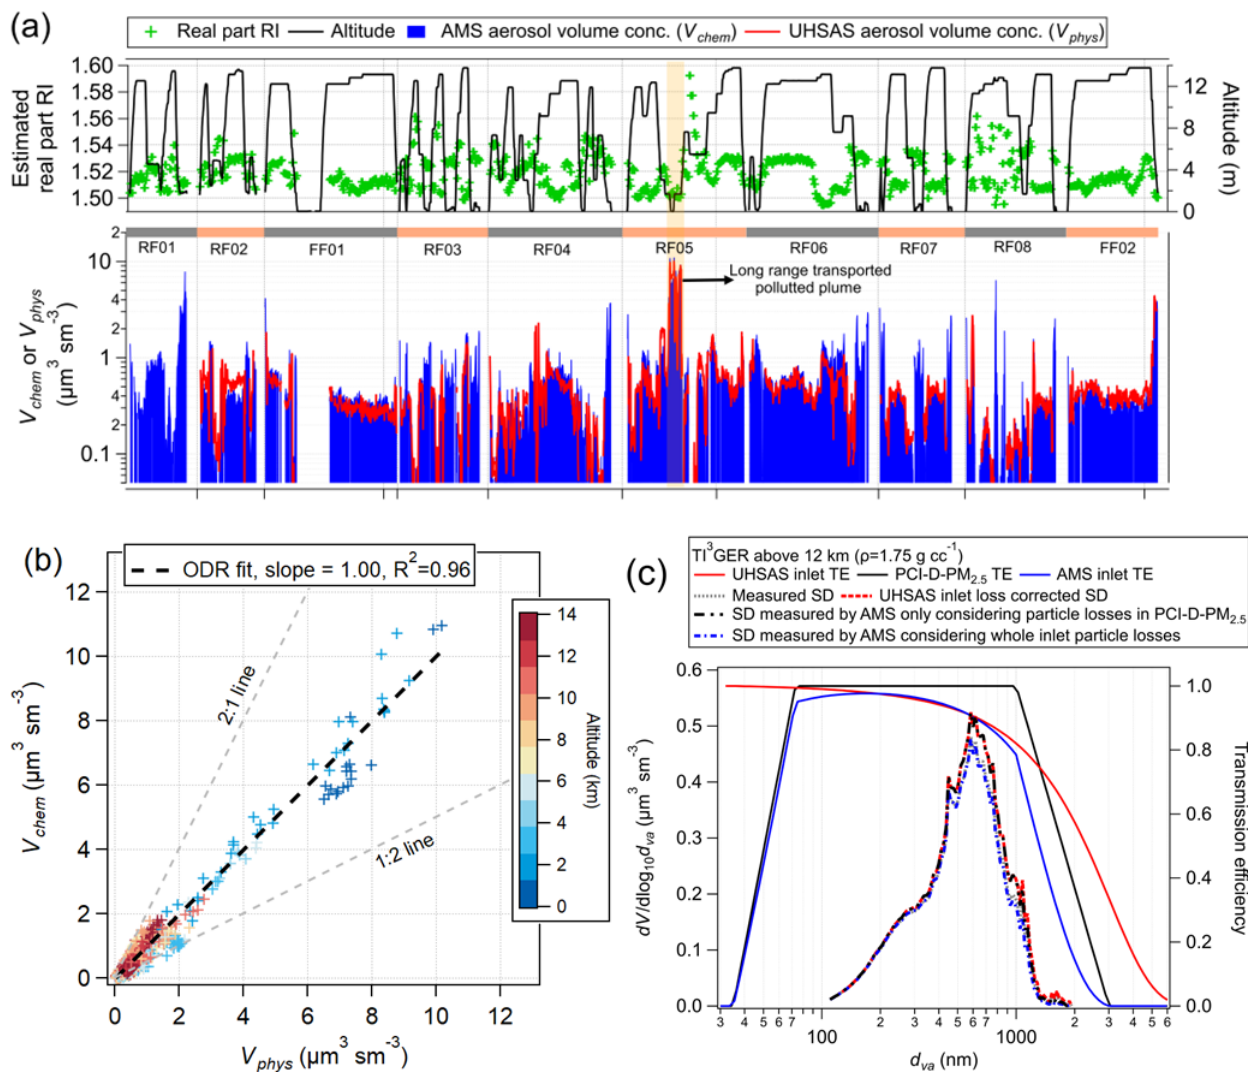 (a)
Real part RI Altitude AMS aerosol volume conc. (Vchem) UHSAS aerosol volume conc. (Vphys)
Estimated
real part RI
1.60
1.58
1.56
1.54
1.52
1.50
12
8
4
0
Altitude (m)
RF01 RF02 FF01 RF03 RF04 RF05 RF06 RF07 RF08 FF02
Long range transported
pollutted plume
Vchem or Vphys
(µm3 sm-3)
2
10
4
2
1
4
2
0.1
(b)
ODR fit, slope = 1.00, R2=0.96
2:1 line
1:2 line
Vchem (µm3 sm-3)
12
10
8
6
4
2
0
0 2 4 6 8 10 12
Vphys (µm3 sm-3)
14
12
10
8
6
4
2
0
Altitude (km)
(c)
TI3GER above 12 km (ρ=1.75 g cc-1)
UHSAS inlet TE PCI-D-PM2.5 TE AMS inlet TE
Measured SD UHSAS inlet loss corrected SD
SD measured by AMS only considering particle losses in PCI-D-PM2.5
SD measured by AMS considering whole inlet particle losses
dV/dlog10dva (µm3 sm-3)
0.6
0.5
0.4
0.3
0.2
0.1
0.0
1.0
0.8
0.6
0.4
0.2
0.0
Transmission efficiency
3 4 5 6 7 100 2 3 4 5 6 7 1000 2 3 4 5 6
dva (nm)